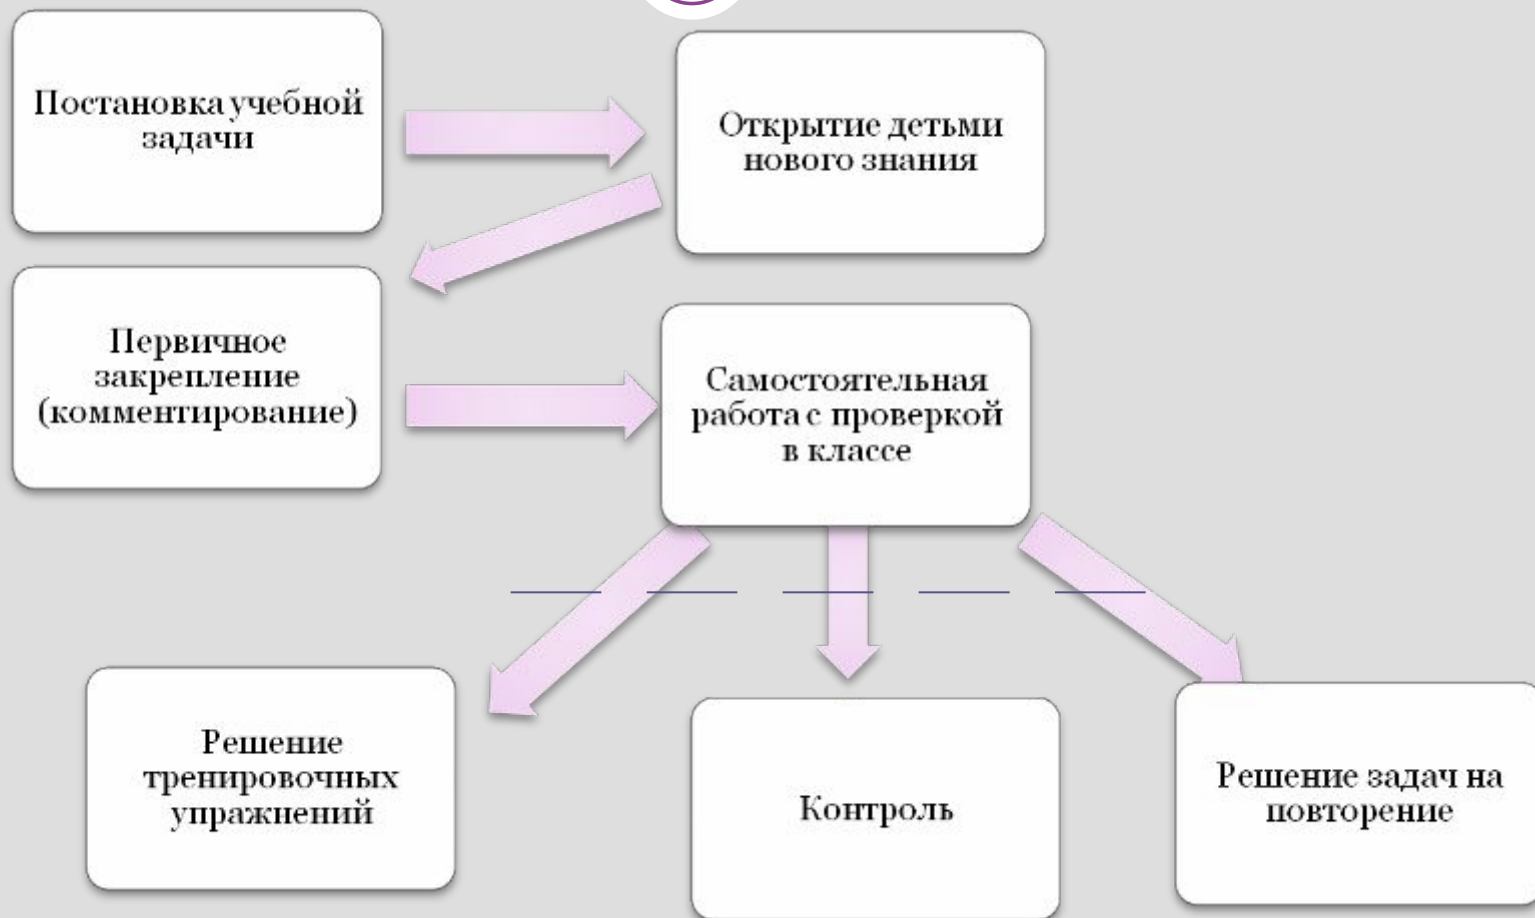 Постановка учебной
задачи
Открытие детьми
нового знания
Первичное
закрепление
(комментирование)
Самостоятельная
работа с проверкой
в классе
Решение
тренировочных
упражнений
Контроль
Решение задач на
повторение